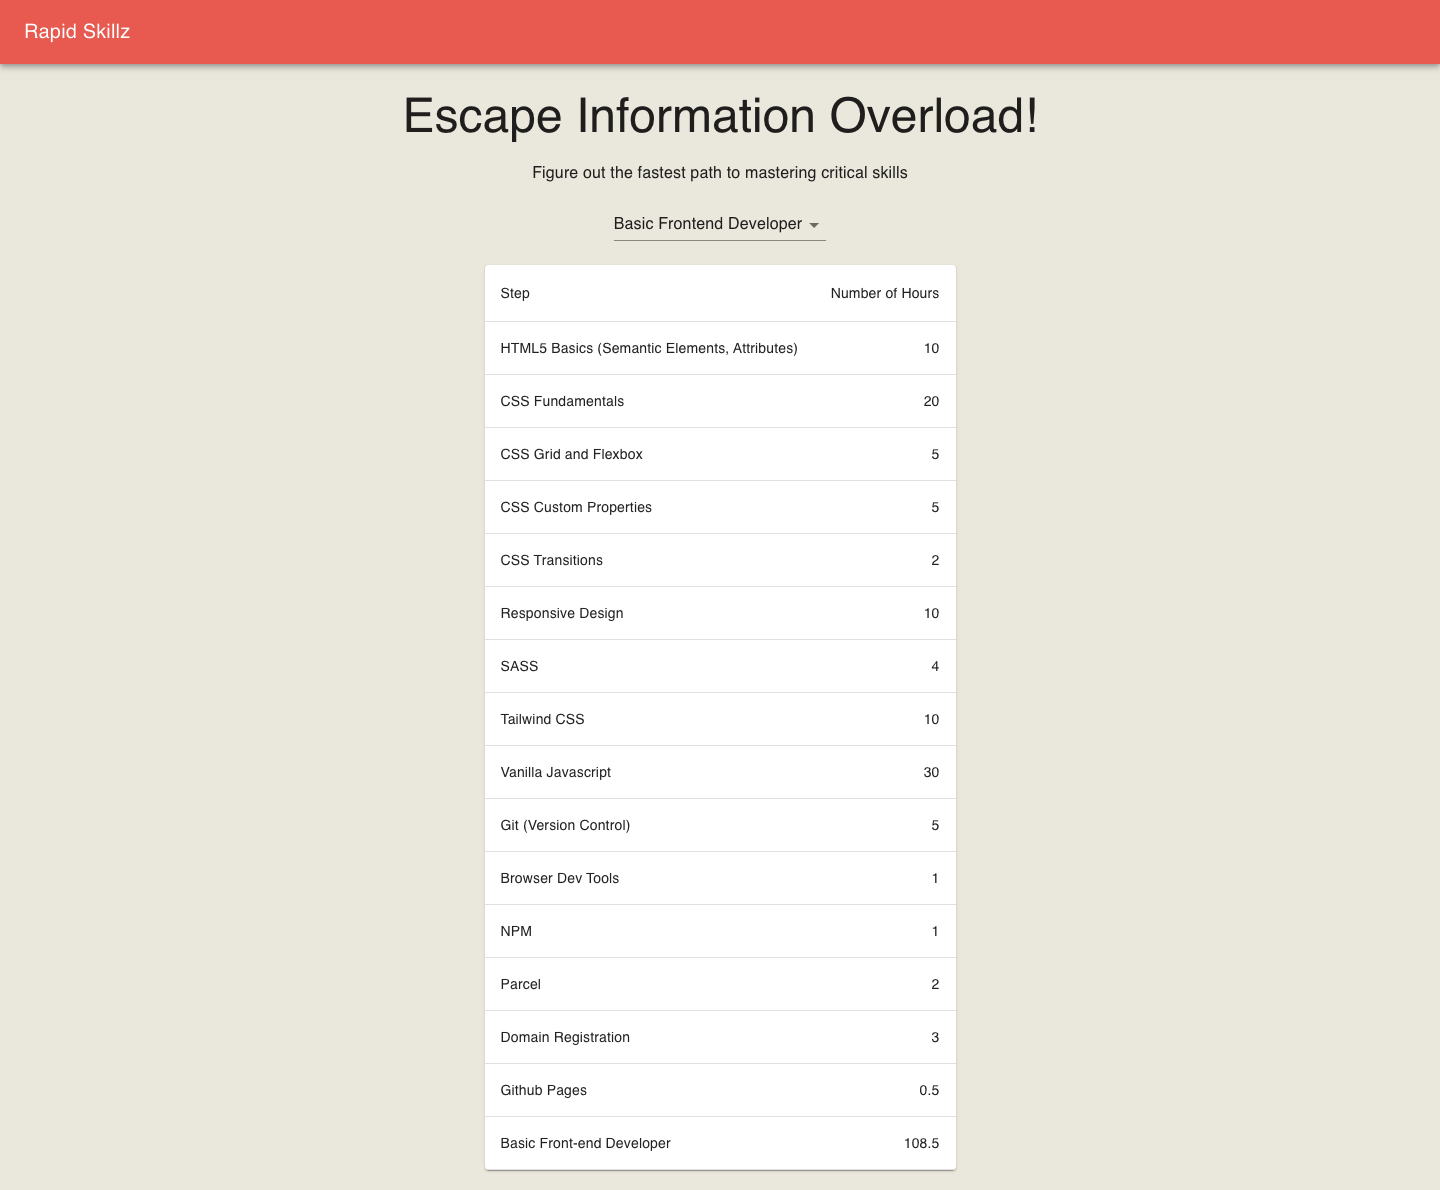 Rapid Skillz
Escape Information Overload!
Figure out the fastest path to mastering critical skills
Basic Frontend Developer
Step Number of Hours
HTML5 Basics (Semantic Elements, Attributes) 10
CSS Fundamentals 20
CSS Grid and Flexbox 5
CSS Custom Properties 5
CSS Transitions 2
Responsive Design 10
SASS 4
Tailwind CSS 10
Vanilla Javascript 30
Git (Version Control) 5
Browser Dev Tools 1
NPM 1
Parcel 2
Domain Registration 3
Github Pages 0.5
Basic Front-end Developer 108.5